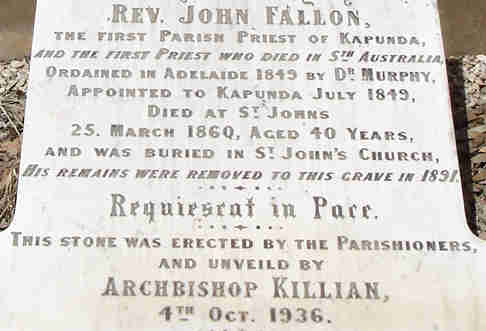 REV. JOHN FALLON,
THE FIRST PARISH PRIEST OF KAPUNDA,
AND THE FIRST PRIEST WHO DIED IN STH AUSTRALIA,
ORDAINED IN ADELAIDE 1849 BY DR MURPHY,
APPOINTED TO KAPUNDA JULY 1849,
DIED AT ST JOHNS
25. MARCH 1860, AGED 40 YEARS,
AND WAS BURIED IN ST JOHN'S CHURCH,
HIS REMAINS WERE REMOVED TO THIS GRAVE IN 1891.
Requiescat in Pace.
THIS STONE WAS ERECTED BY THE PARISHIONERS,
AND UNVEILD BY
ARCHBISHOP KILLIAN,
4TH OCT. 1936.